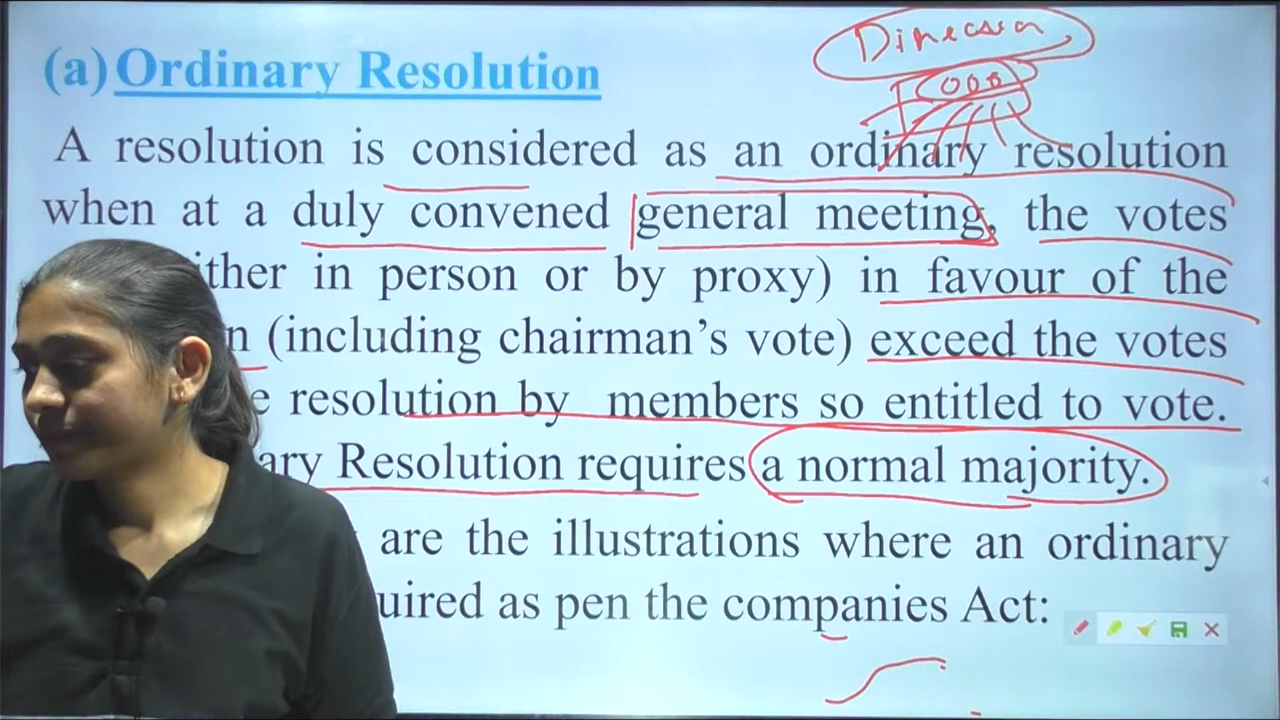 (a) Ordinary Resolution
A resolution is considered as an ordinary resolution
when at a duly convened general meeting, the votes
ither in person or by proxy) in favour of the
n (including chairman's vote) exceed the votes
e resolution by members so entitled to vote.
ary Resolution requires a normal majority.
are the illustrations where an ordinary
uired as pen the companies Act: